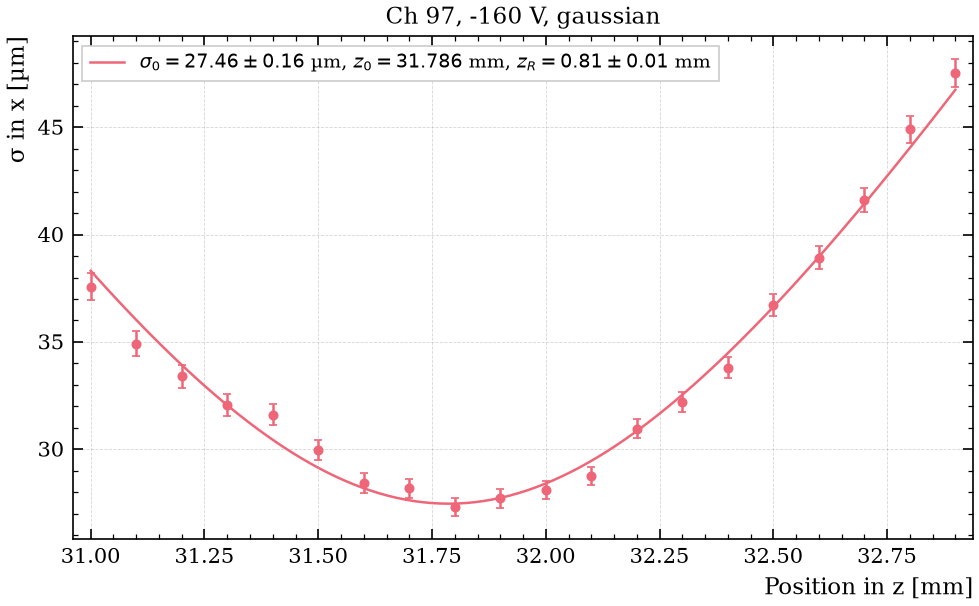 Ch 97, -160 V, gaussian
σ₀ = 27.46 ± 0.16 µm, z₀ = 31.786 mm, z_R = 0.81 ± 0.01 mm
σ in x [µm]
45
40
35
30
31.00 31.25 31.50 31.75 32.00 32.25 32.50 32.75
Position in z [mm]